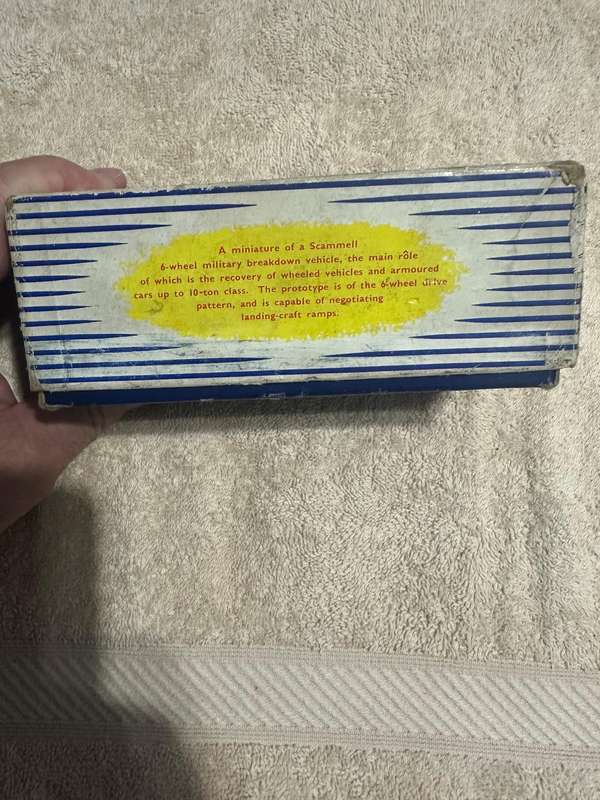 A miniature of a Scammell
6-wheel military breakdown vehicle, the main rôle
of which is the recovery of wheeled vehicles and armoured
cars up to 10-ton class. The prototype is of the 6-wheel drive
pattern, and is capable of negotiating
landing-craft ramps.